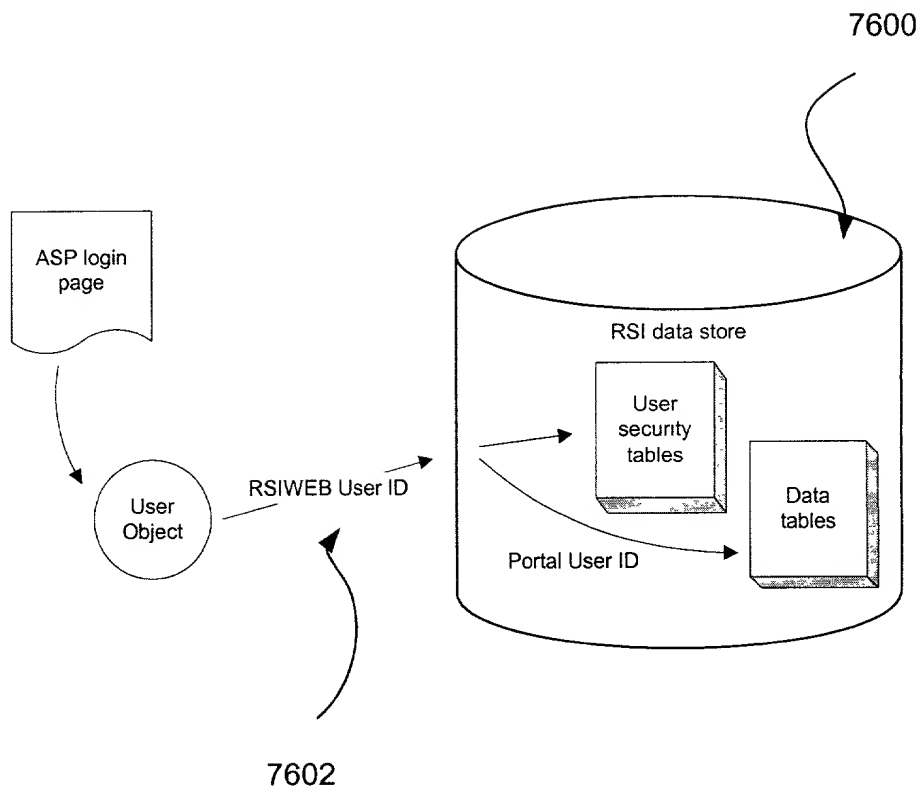 7600
ASP login
page
RSI data store
User
security
tables
RSIWEB User ID
User
Object
Data
tables
Portal User ID
7602